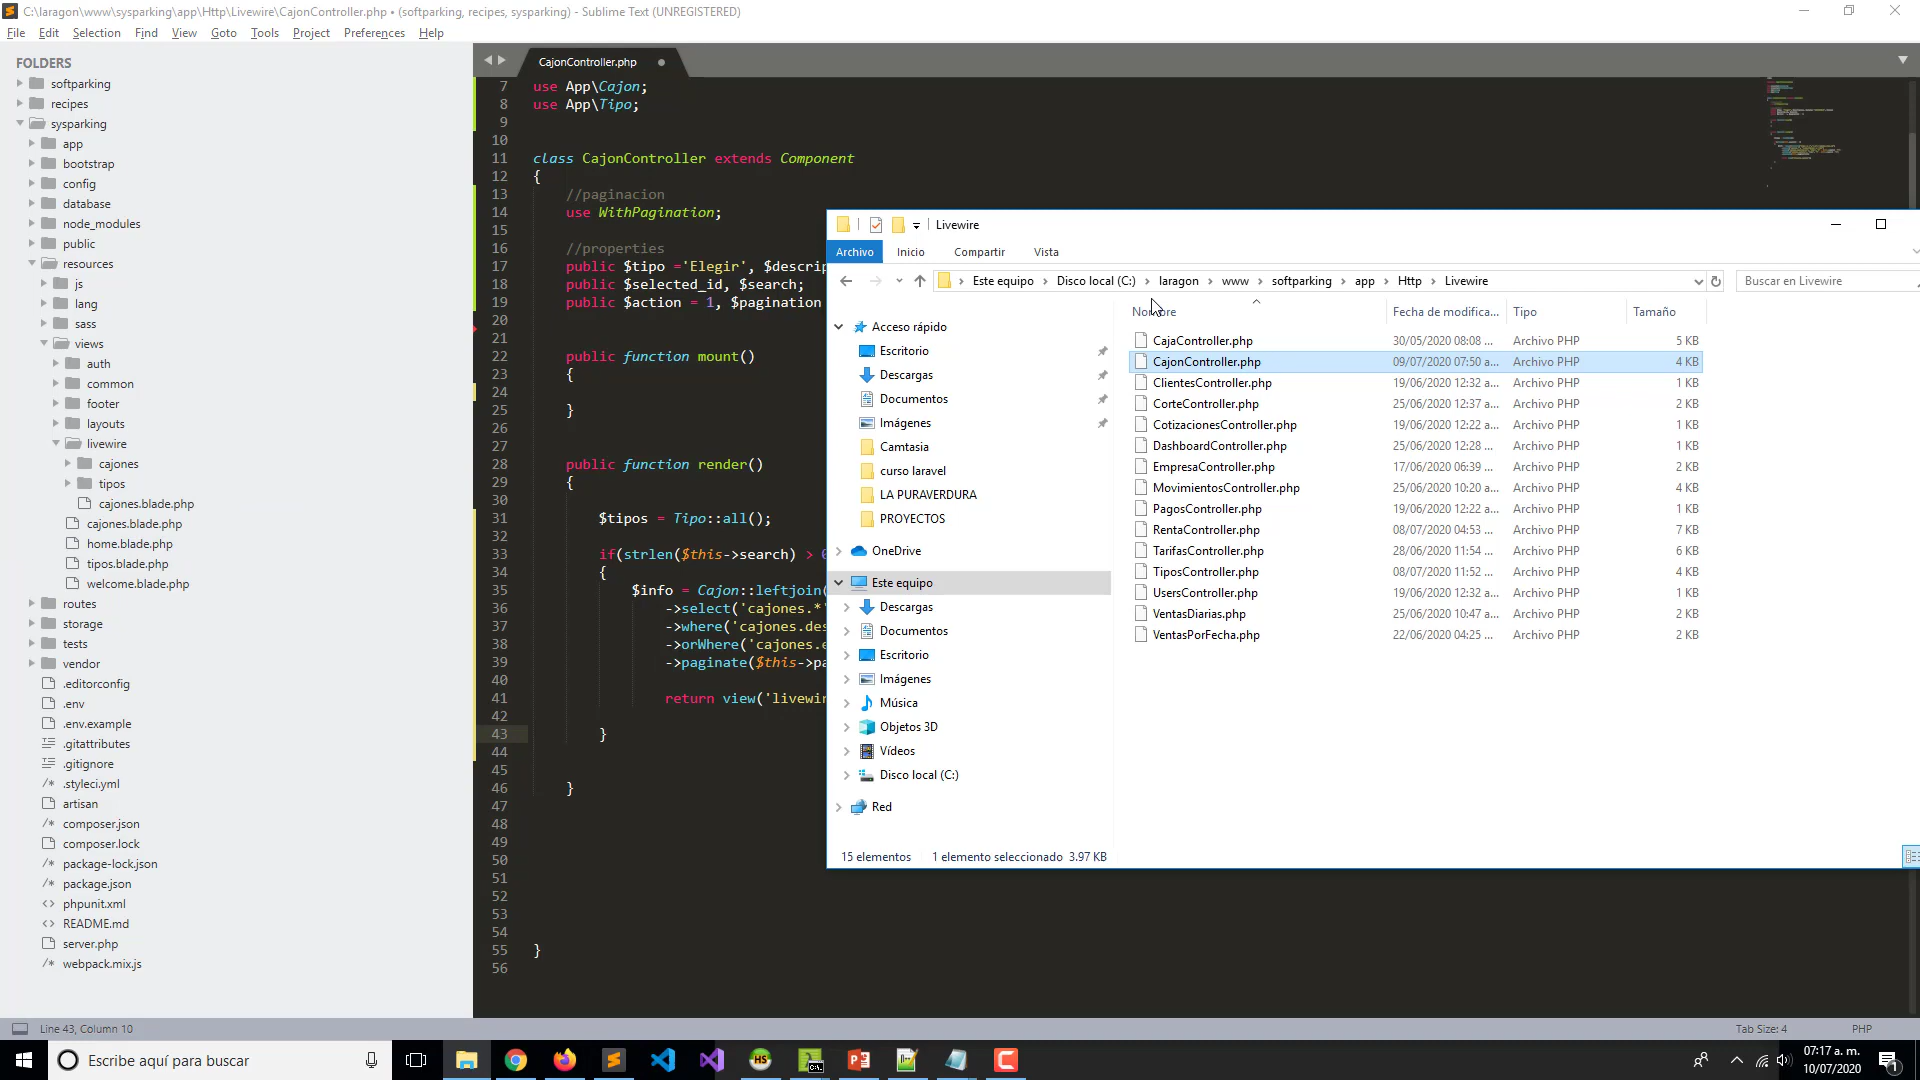 C:\laragon\www\sysparking\app\Http\Livewire\CajonController.php • (softparking, recipes, sysparking) - Sublime Text (UNREGISTERED)
File Edit Selection Find View Goto Tools Project Preferences Help
FOLDERS
softparking
recipes
sysparking
app
bootstrap
config
database
node_modules
public
resources
js
lang
sass
views
auth
common
footer
layouts
livewire
cajones
tipos
cajones.blade.php
cajones.blade.php
home.blade.php
tipos.blade.php
welcome.blade.php
routes
storage
tests
vendor
.editorconfig
.env
.env.example
.gitattributes
.gitignore
.styleci.yml
artisan
composer.json
composer.lock
package-lock.json
package.json
phpunit.xml
README.md
server.php
webpack.mix.js
CajonController.php
7 use App\Cajon;
8 use App\Tipo;
9
10
11 class CajonController extends Component
12 {
13 //paginacion
14 use WithPagination;
15
16 //properties
17 public $tipo ='Elegir', $descrip
18 public $selected_id, $search;
19 public $action = 1, $pagination
20
21
22 public function mount()
23 {
24
25 }
26
27
28 public function render()
29 {
30
31 $tipos = Tipo::all();
32
33 if(strlen($this->search) > 0
34 {
35 $info = Cajon::leftjoin(
36 ->select('cajones.*'
37 ->where('cajones.des
38 ->orWhere('cajones.e
39 ->paginate($this->pa
40
41 return view('livewir
42
43 }
44
45
46 }
47
48
49
50
51
52
53
54
55 }
56
Livewire
Archivo Inicio Compartir Vista
Este equipo > Disco local (C:) > laragon > www > softparking > app > Http > Livewire
Buscar en Livewire
Acceso rápido
Escritorio
Descargas
Documentos
Imágenes
Camtasia
curso laravel
LA PURAVERDURA
PROYECTOS
OneDrive
Este equipo
Descargas
Documentos
Escritorio
Imágenes
Música
Objetos 3D
Vídeos
Disco local (C:)
Red
Nombre Fecha de modifica... Tipo Tamaño
CajaController.php 30/05/2020 08:08 ... Archivo PHP 5 KB
CajonController.php 09/07/2020 07:50 ... Archivo PHP 4 KB
ClientesController.php 19/06/2020 12:32 a... Archivo PHP 1 KB
CorteController.php 25/06/2020 12:37 a... Archivo PHP 2 KB
CotizacionesController.php 19/06/2020 12:22 a... Archivo PHP 1 KB
DashboardController.php 25/06/2020 12:28 ... Archivo PHP 1 KB
EmpresaController.php 17/06/2020 06:39 ... Archivo PHP 2 KB
MovimientosController.php 25/06/2020 10:20 a... Archivo PHP 4 KB
PagosController.php 19/06/2020 12:22 a... Archivo PHP 1 KB
RentaController.php 08/07/2020 04:53 ... Archivo PHP 7 KB
TarifasController.php 28/06/2020 11:54 ... Archivo PHP 6 KB
TiposController.php 08/07/2020 11:52 ... Archivo PHP 4 KB
UsersController.php 19/06/2020 12:32 a... Archivo PHP 1 KB
VentasDiarias.php 25/06/2020 10:47 a... Archivo PHP 2 KB
VentasPorFecha.php 22/06/2020 04:25 ... Archivo PHP 2 KB
15 elementos 1 elemento seleccionado 3.97 KB
Line 43, Column 10
Tab Size: 4 PHP
Escribe aquí para buscar
07:17 a. m.
10/07/2020